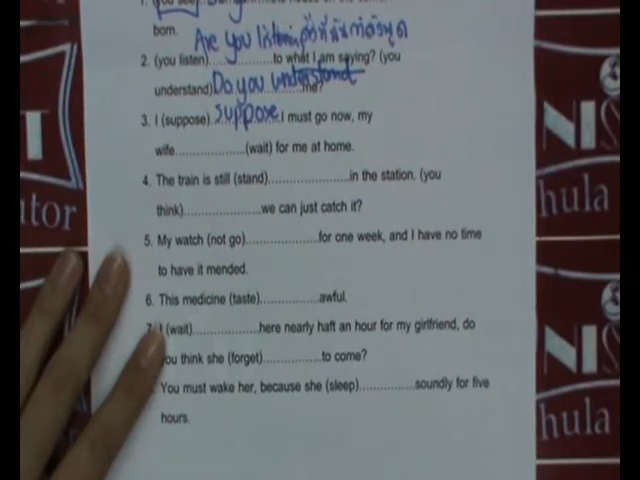 born.
Are you listening
2. (you listen)....................to what I am saying? (you
Do you understand
understand)....................me?
suppose
3. I (suppose)....................I must go now, my
wife....................(wait) for me at home.
4. The train is still (stand)........................in the station. (you
think)......................we can just catch it?
5. My watch (not go).....................for one week, and I have no time
to have it mended.
6. This medicine (taste).................awful.
7. I (wait)...................here nearly haft an hour for my girlfriend, do
you think she (forget).................to come?
You must wake her, because she (sleep)................soundly for five
hours.
utor
NIS
hula
NIS
hula